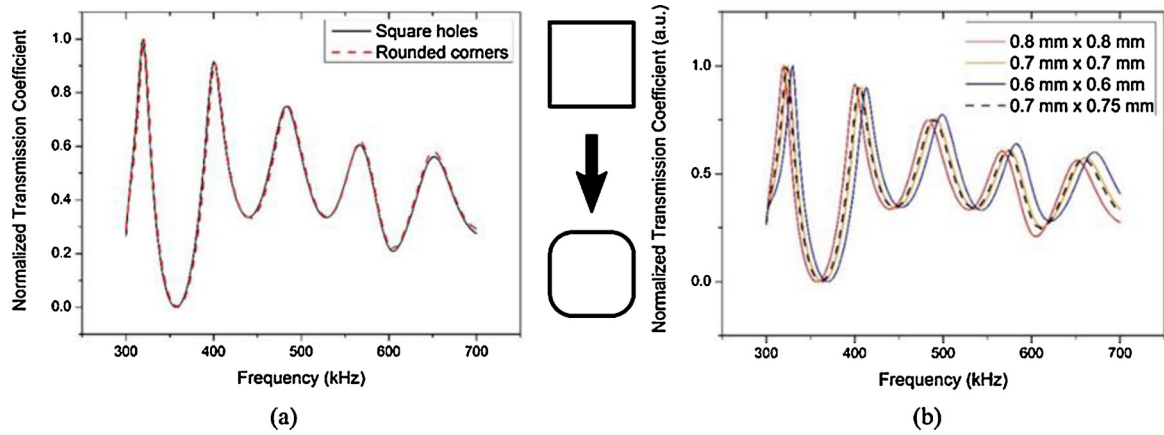 Normalized Transmission Coefficient
1.0
0.8
0.6
0.4
0.2
0.0
Square holes
Rounded corners
300
400
500
600
700
Frequency (kHz)
(a)
Normalized Transmission Coefficient (a.u.)
1.0
0.5
0.0
0.8 mm x 0.8 mm
0.7 mm x 0.7 mm
0.6 mm x 0.6 mm
0.7 mm x 0.75 mm
300
400
500
600
700
Frequency (kHz)
(b)